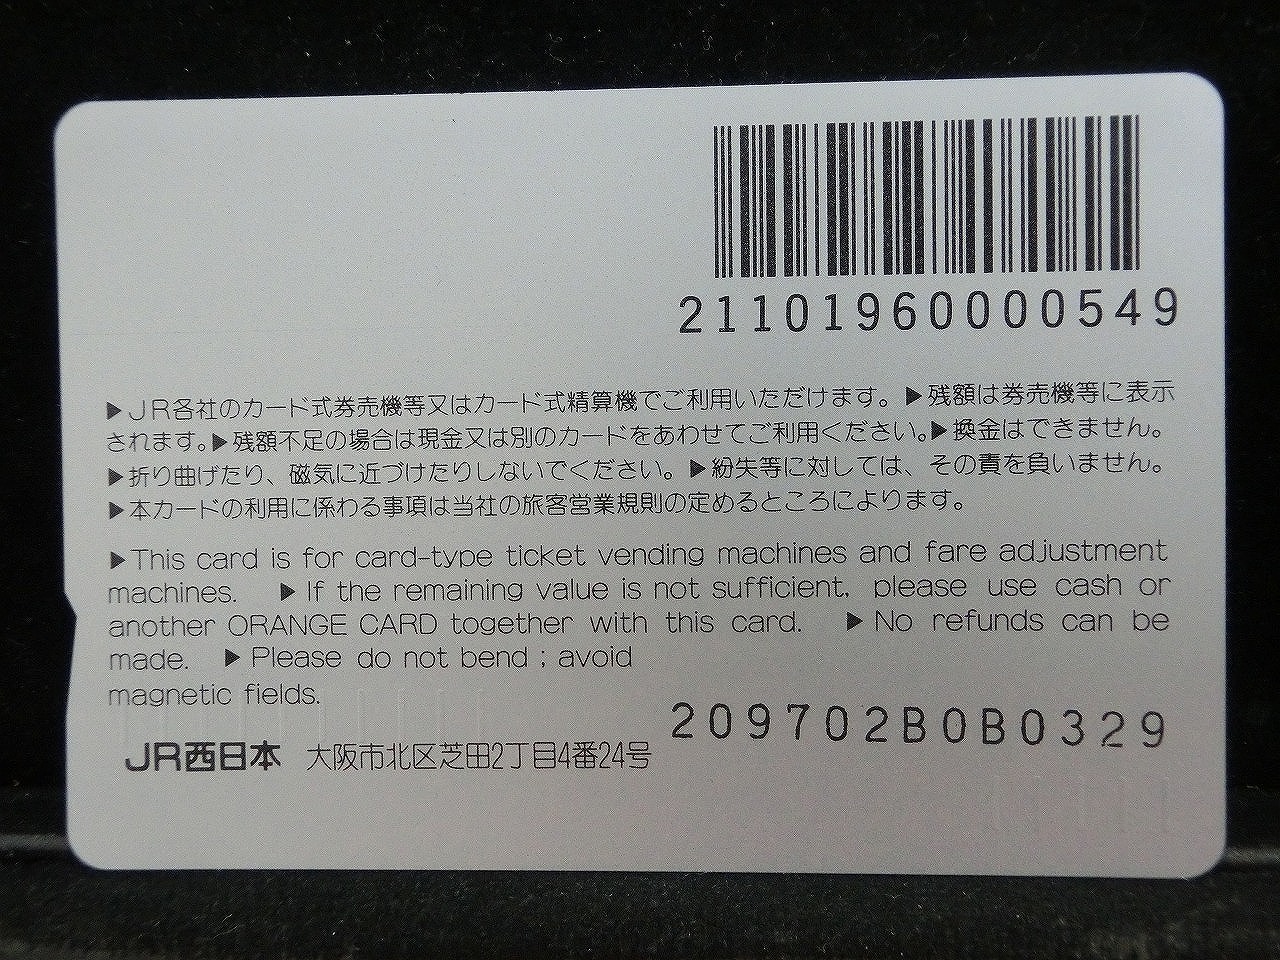 21101960000549
▶JR各社のカード式券売機等又はカード式精算機でご利用いただけます。▶残額は券売機等に表示
されます。▶残額不足の場合は現金又は別のカードをあわせてご利用ください。▶換金はできません。
▶折り曲げたり、磁気に近づけたりしないでください。▶紛失等に対しては、その責を負いません。
▶本カードの利用に係わる事項は当社の旅客営業規則の定めるところによります。
▶This card is for card-type ticket vending machines and fare adjustment
machines. ▶If the remaining value is not sufficient, please use cash or
another ORANGE CARD together with this card. ▶No refunds can be
made. ▶Please do not bend ; avoid
magnetic fields.
209702B0B0329
JR西日本 大阪市北区芝田2丁目4番24号